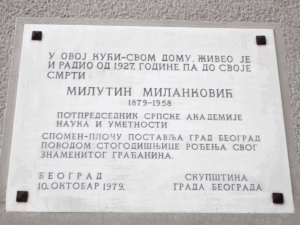 У ОВОЈ КУЋИ-СВОМ ДОМУ, ЖИВЕО ЈЕ
И РАДИО ОД 1927. ГОДИНЕ ПА ДО СВОЈЕ
СМРТИ
МИЛУТИН МИЛАНКОВИЋ
1879-1958
ПОТПРЕДСЕДНИК СРПСКЕ АКАДЕМИЈЕ
НАУКА И УМЕТНОСТИ
СПОМЕН-ПЛОЧУ ПОСТАВЉА ГРАД БЕОГРАД
ПОВОДОМ СТОГОДИШЊИЦЕ РОЂЕЊА СВОГ
ЗНАМЕНИТОГ ГРАЂАНИНА.
БЕОГРАД СКУПШТИНА
10. ОКТОБАР 1979. ГРАДА БЕОГРАДА